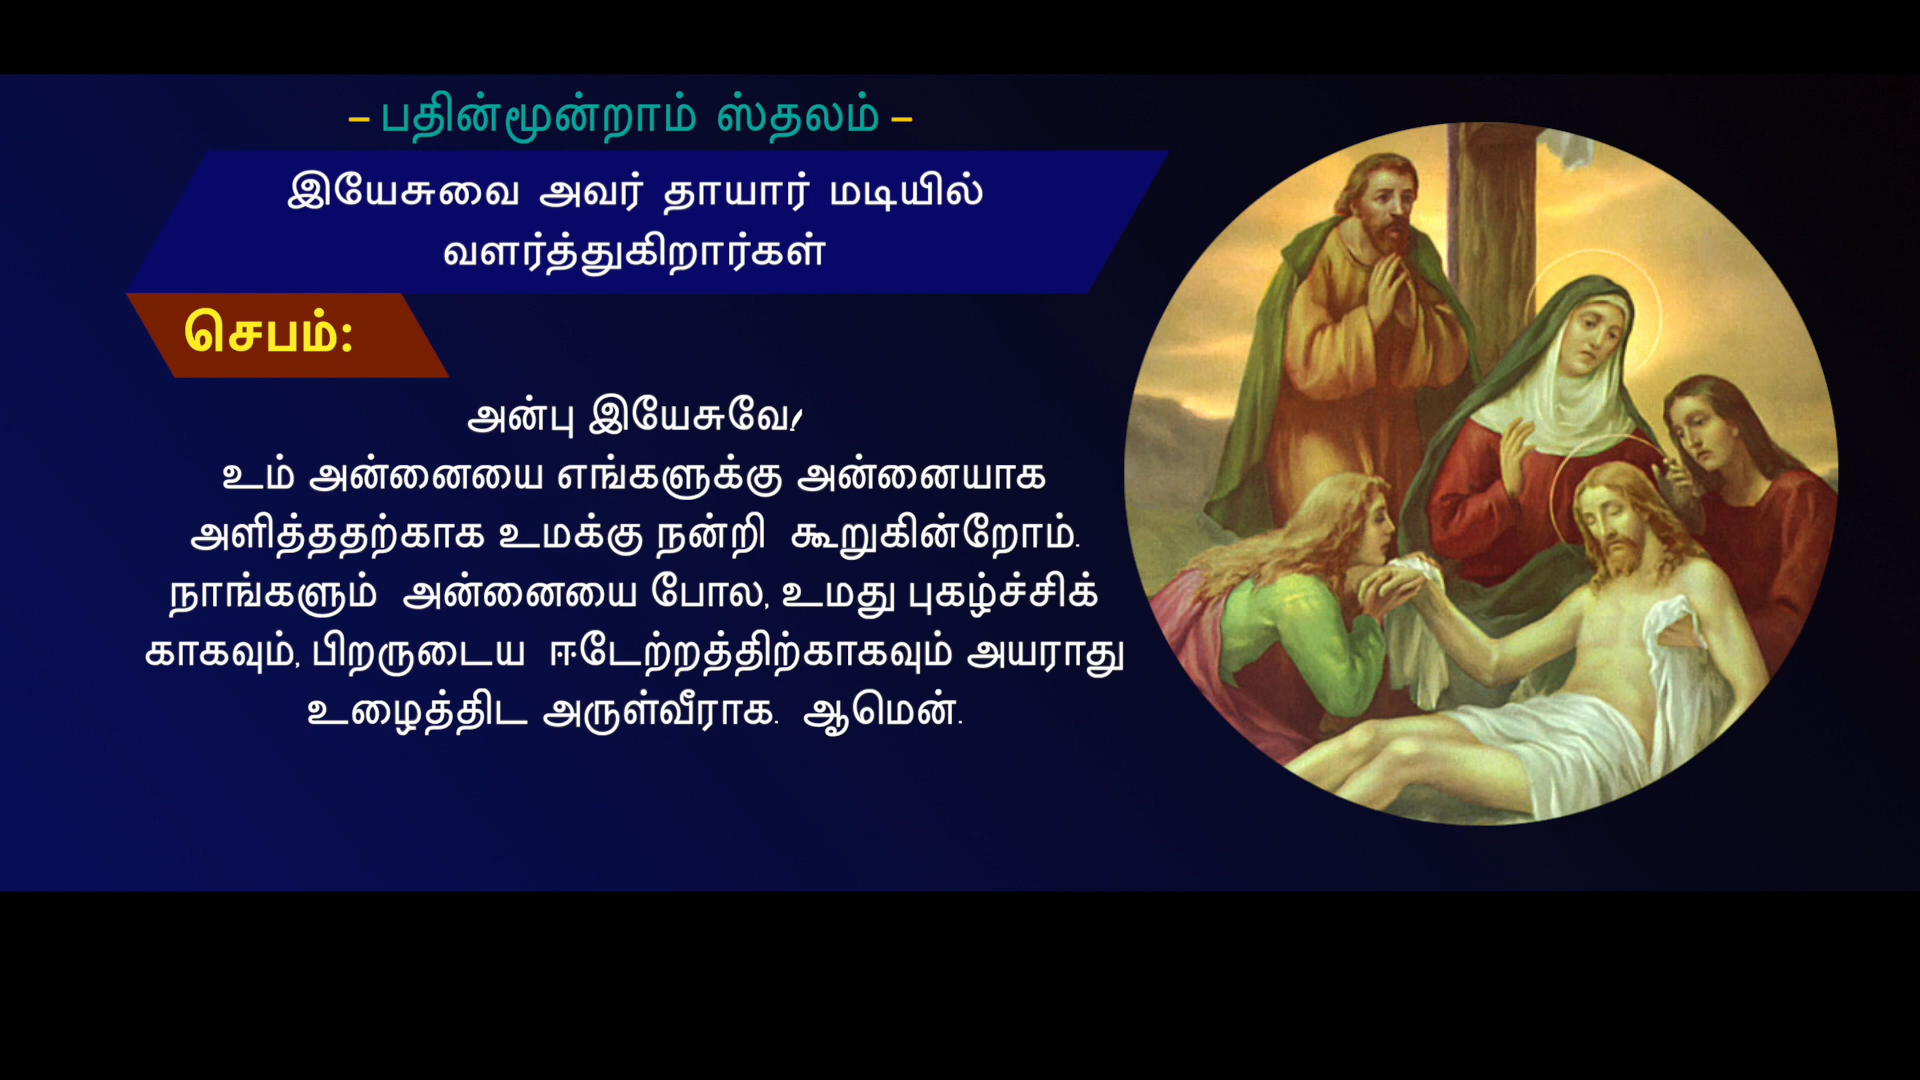 – பதின்மூன்றாம் ஸ்தலம் –
இயேசுவை அவர் தாயார் மடியில்
வளர்த்துகிறார்கள்
செபம்:
அன்பு இயேசுவே!
உம் அன்னையை எங்களுக்கு அன்னையாக
அளித்ததற்காக உமக்கு நன்றி கூறுகின்றோம்.
நாங்களும் அன்னையை போல, உமது புகழ்ச்சிக்
காகவும், பிறருடைய ஈடேற்றத்திற்காகவும் அயராது
உழைத்திட அருள்வீராக. ஆமென்.